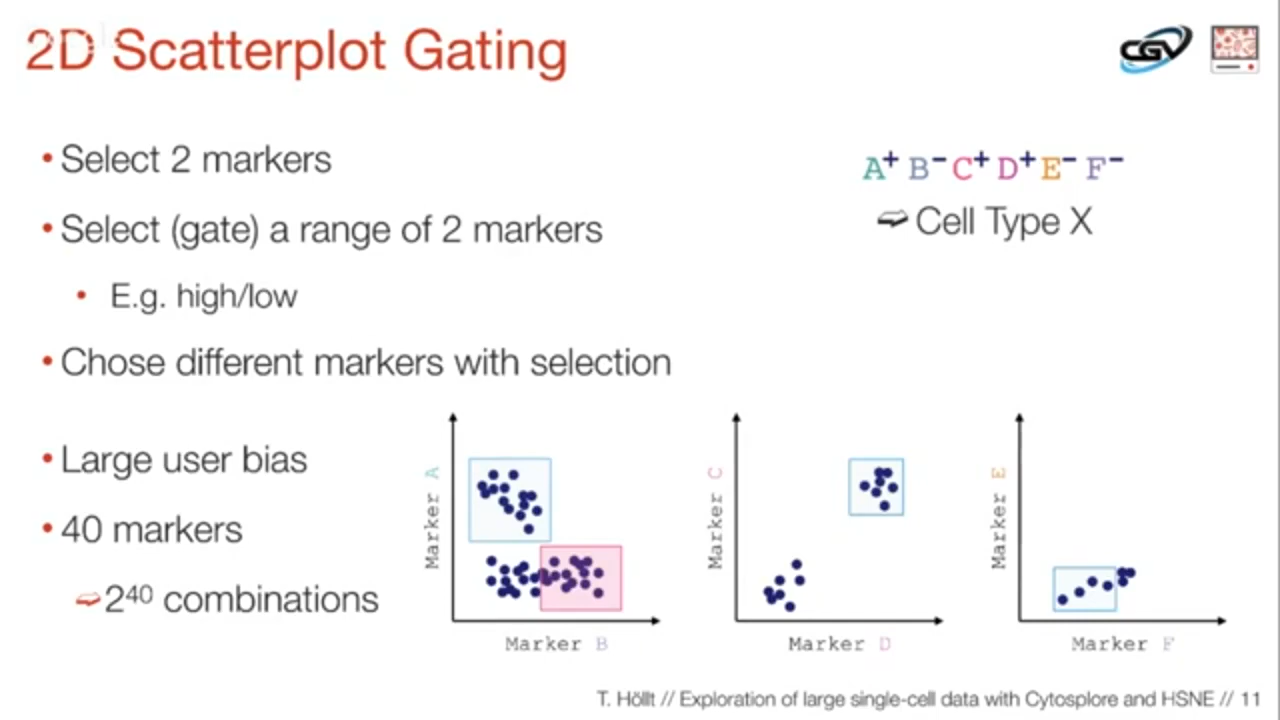 2D Scatterplot Gating
CGV
• Select 2 markers
• Select (gate) a range of 2 markers
• E.g. high/low
• Chose different markers with selection
• Large user bias
• 40 markers
➫ 2⁴⁰ combinations
A⁺ B⁻ C⁺ D⁺ E⁻ F⁻
➫ Cell Type X
Marker A
Marker B
Marker C
Marker D
Marker E
Marker F
T. Höllt // Exploration of large single-cell data with Cytosplore and HSNE // 11